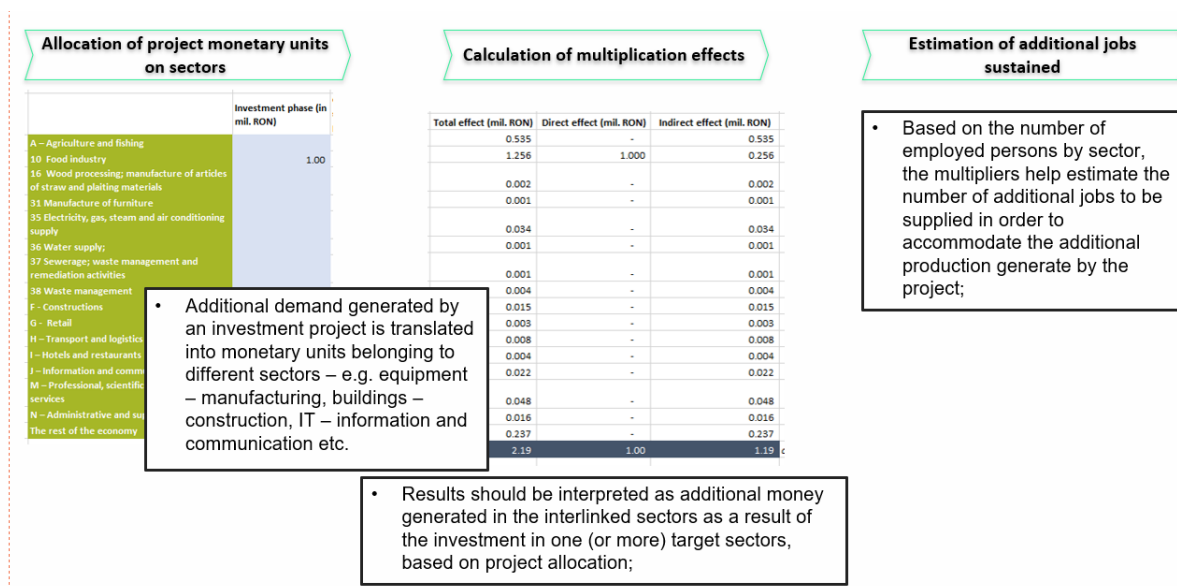 Allocation of project monetary units
on sectors
Calculation of multiplication effects
Estimation of additional jobs
sustained
Investment phase (in
mil. RON)
A – Agriculture and fishing
10 Food industry
1.00
16 Wood processing; manufacture of articles
of straw and plaiting materials
31 Manufacture of furniture
35 Electricity, gas, steam and air conditioning
supply
36 Water supply;
37 Sewerage; waste management and
remediation activities
38 Waste management
F - Constructions
G - Retail
H – Transport and logistics
I – Hotels and restaurants
J – Information and
M – Professional, scientific
services
N – Administrative and
The rest of the economy
• Additional demand generated by
an investment project is translated
into monetary units belonging to
different sectors – e.g. equipment
– manufacturing, buildings –
construction, IT – information and
communication etc.
Total effect (mil. RON) Direct effect (mil. RON) Indirect effect (mil. RON)
0.535 - 0.535
1.256 1.000 0.256
0.002 - 0.002
0.001 - 0.001
0.034 - 0.034
0.001 - 0.001
0.001 - 0.001
0.004 - 0.004
0.015 - 0.015
0.003 - 0.003
0.008 - 0.008
0.004 - 0.004
0.022 - 0.022
0.048 - 0.048
0.016 - 0.016
0.237 - 0.237
2.19 1.00 1.19
• Results should be interpreted as additional money
generated in the interlinked sectors as a result of
the investment in one (or more) target sectors,
based on project allocation;
• Based on the number of
employed persons by sector,
the multipliers help estimate the
number of additional jobs to be
supplied in order to
accommodate the additional
production generate by the
project;